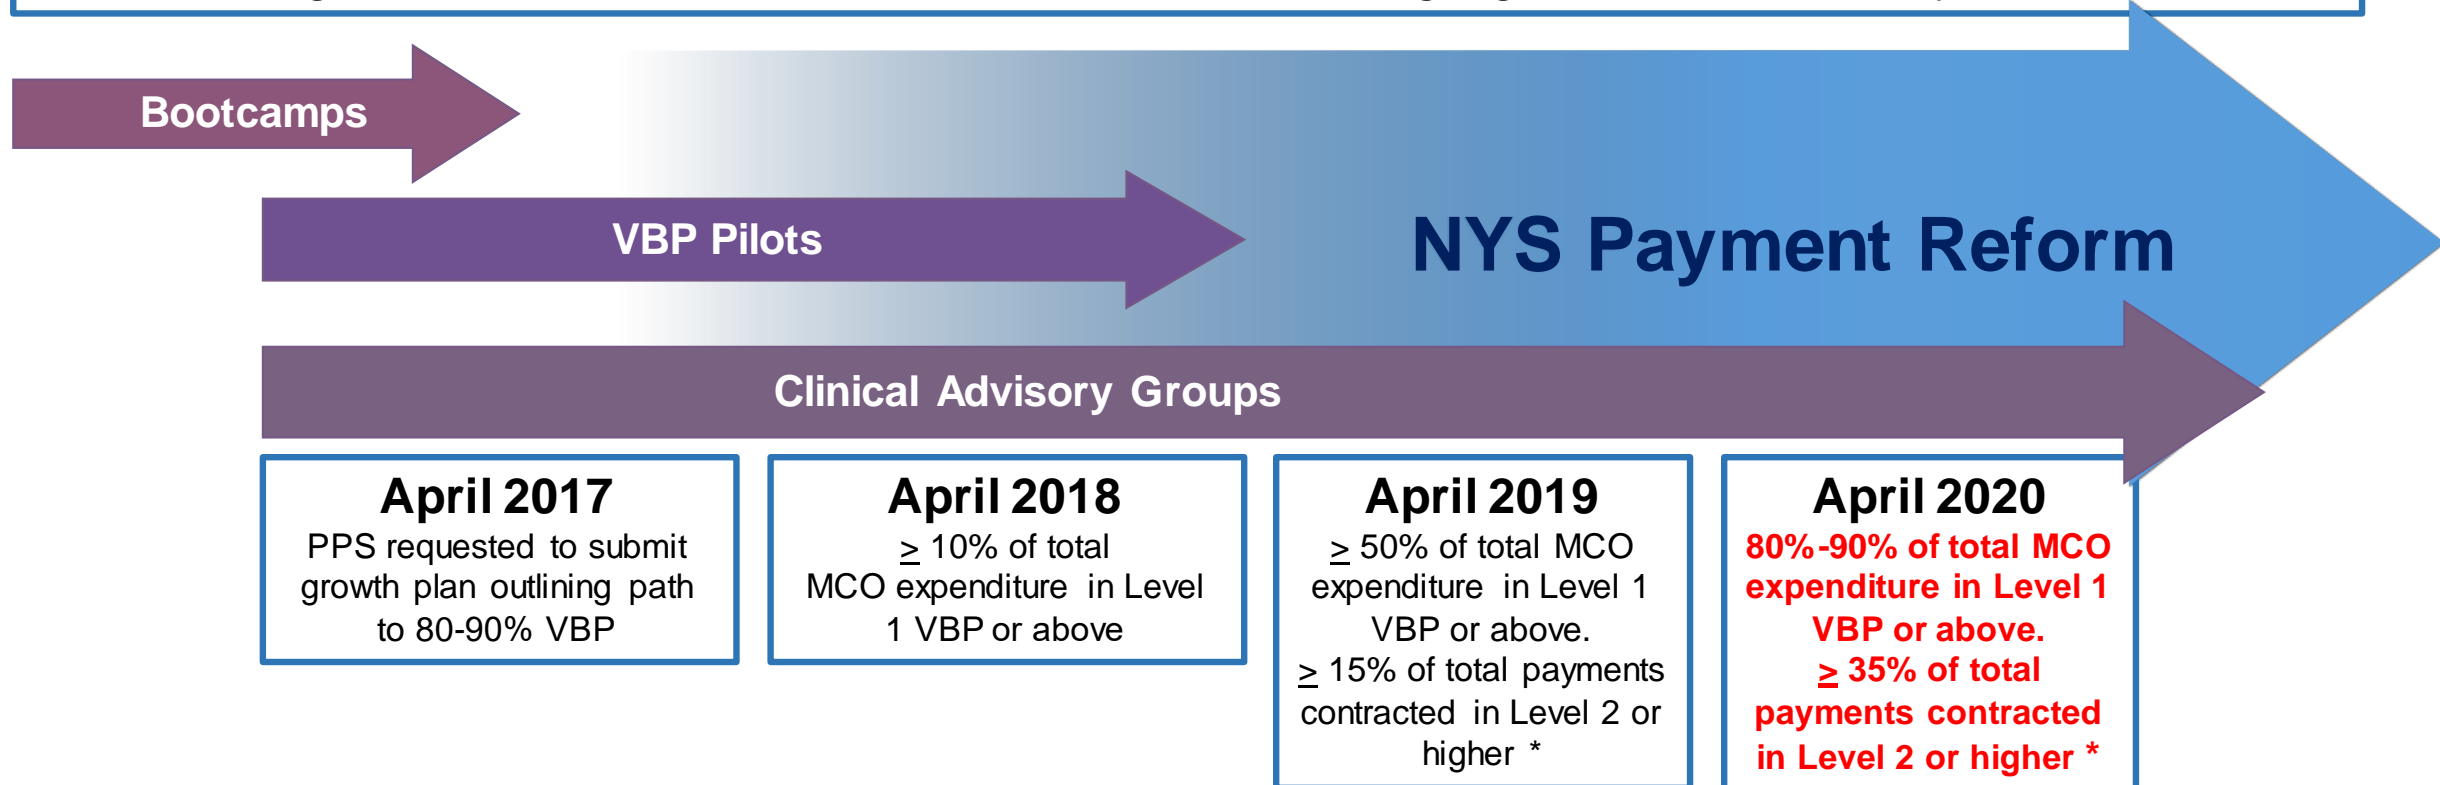 Bootcamps
VBP Pilots
NYS Payment Reform
Clinical Advisory Groups
April 2017
PPS requested to submit
growth plan outlining path
to 80-90% VBP
April 2018
≥ 10% of total
MCO expenditure in Level
1 VBP or above
April 2019
≥ 50% of total MCO
expenditure in Level 1
VBP or above.
≥ 15% of total payments
contracted in Level 2 or
higher *
April 2020
80%-90% of total MCO
expenditure in Level 1
VBP or above.
≥ 35% of total
payments contracted
in Level 2 or higher *